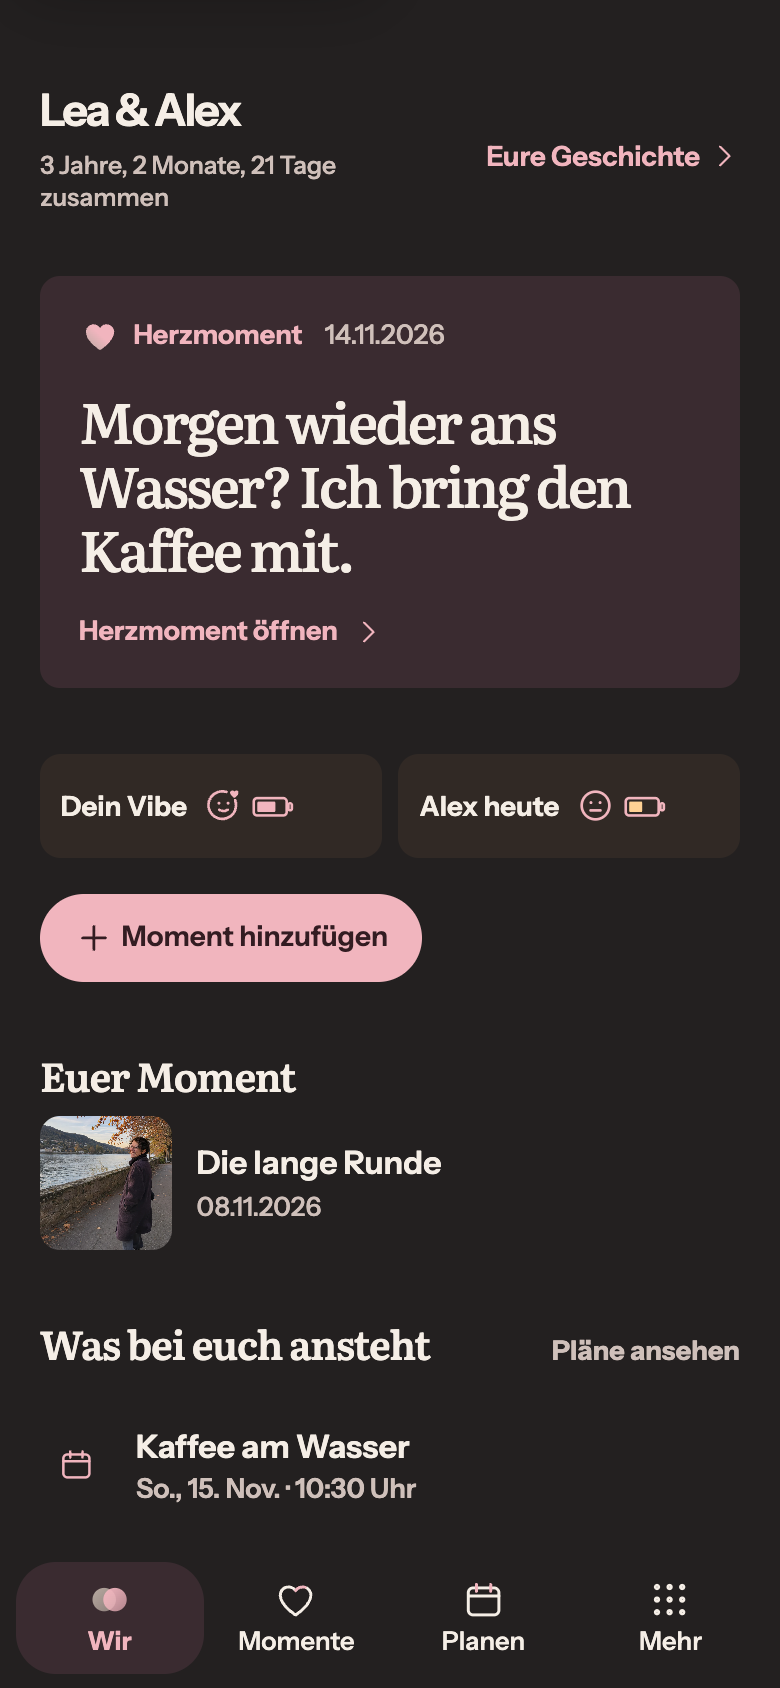 Lea & Alex
3 Jahre, 2 Monate, 21 Tage
zusammen
Eure Geschichte
Herzmoment 14.11.2026
Morgen wieder ans
Wasser? Ich bring den
Kaffee mit.
Herzmoment öffnen
Dein Vibe
Alex heute
Moment hinzufügen
Euer Moment
Die lange Runde
08.11.2026
Was bei euch ansteht
Pläne ansehen
Kaffee am Wasser
So., 15. Nov. · 10:30 Uhr
Wir
Momente
Planen
Mehr